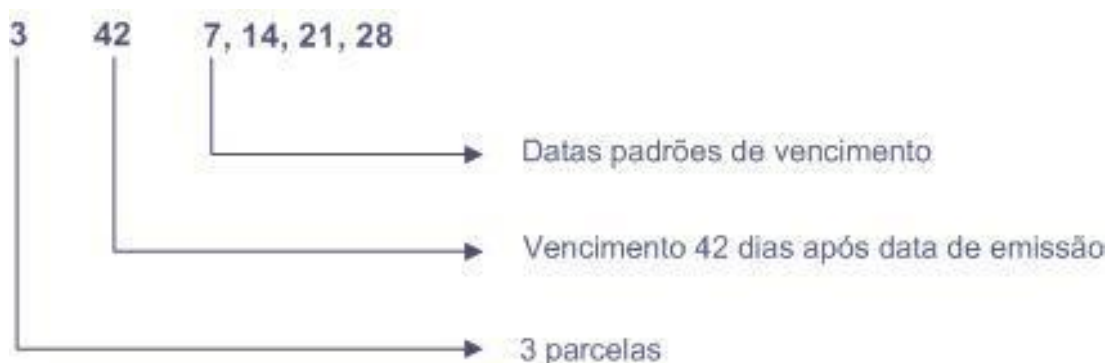 3 42 7, 14, 21, 28
Datas padrões de vencimento
Vencimento 42 dias após data de emissão
3 parcelas